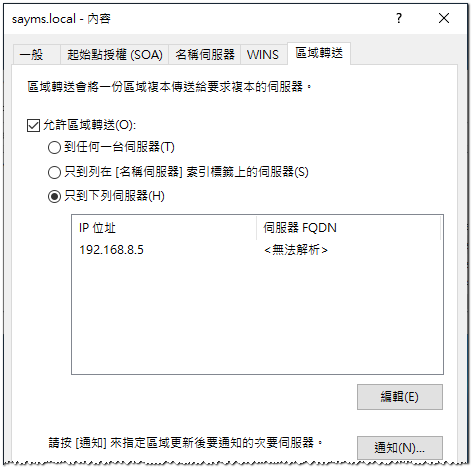 sayms.local - 內容
一般 起始點授權 (SOA) 名稱伺服器 WINS 區域轉送
區域轉送會將一份區域複本傳送給要求複本的伺服器。
允許區域轉送(O):
到任何一台伺服器(T)
只到列在 [名稱伺服器] 索引標籤上的伺服器(S)
只到下列伺服器(H)
IP 位址 伺服器 FQDN
192.168.8.5 <無法解析>
編輯(E)
請按 [通知] 來指定區域更新後要通知的次要伺服器。 通知(N)...